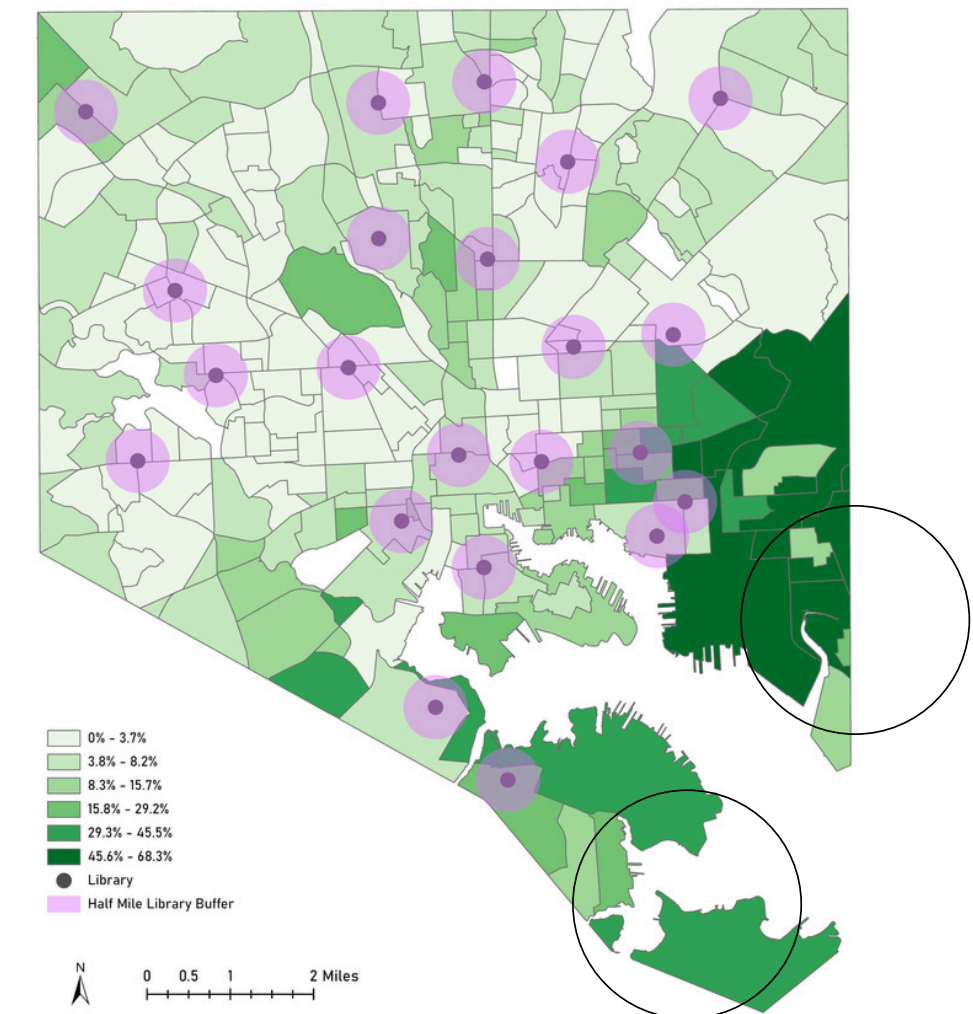 0% - 3.7%
3.8% - 8.2%
8.3% - 15.7%
15.8% - 29.2%
29.3% - 45.5%
45.6% - 68.3%
Library
Half Mile Library Buffer
N
0 0.5 1 2 Miles